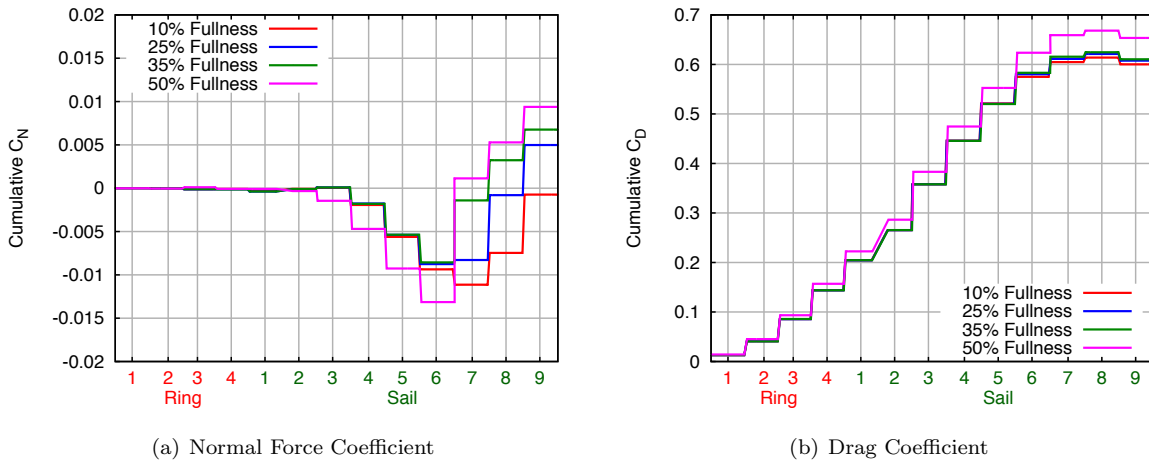 0.02
0.015
0.01
0.005
0
-0.005
-0.01
-0.015
-0.02
Cumulative C_N
10% Fullness
25% Fullness
35% Fullness
50% Fullness
1 2 3 4 1 2 3 4 5 6 7 8 9
Ring Sail
(a) Normal Force Coefficient
0.7
0.6
0.5
0.4
0.3
0.2
0.1
0
Cumulative C_D
10% Fullness
25% Fullness
35% Fullness
50% Fullness
1 2 3 4 1 2 3 4 5 6 7 8 9
Ring Sail
(b) Drag Coefficient